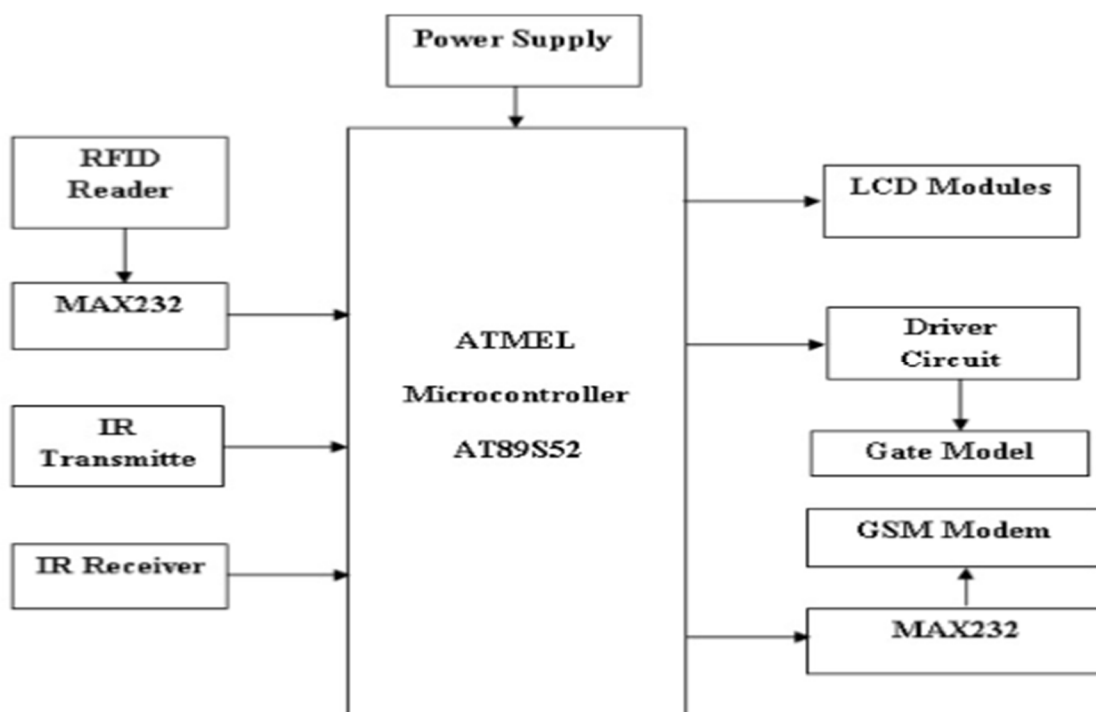 Power Supply
RFID
Reader
MAX232
IR
Transmitte
IR Receiver
ATMEL
Microcontroller
AT89S52
LCD Modules
Driver
Circuit
Gate Model
GSM Modem
MAX232